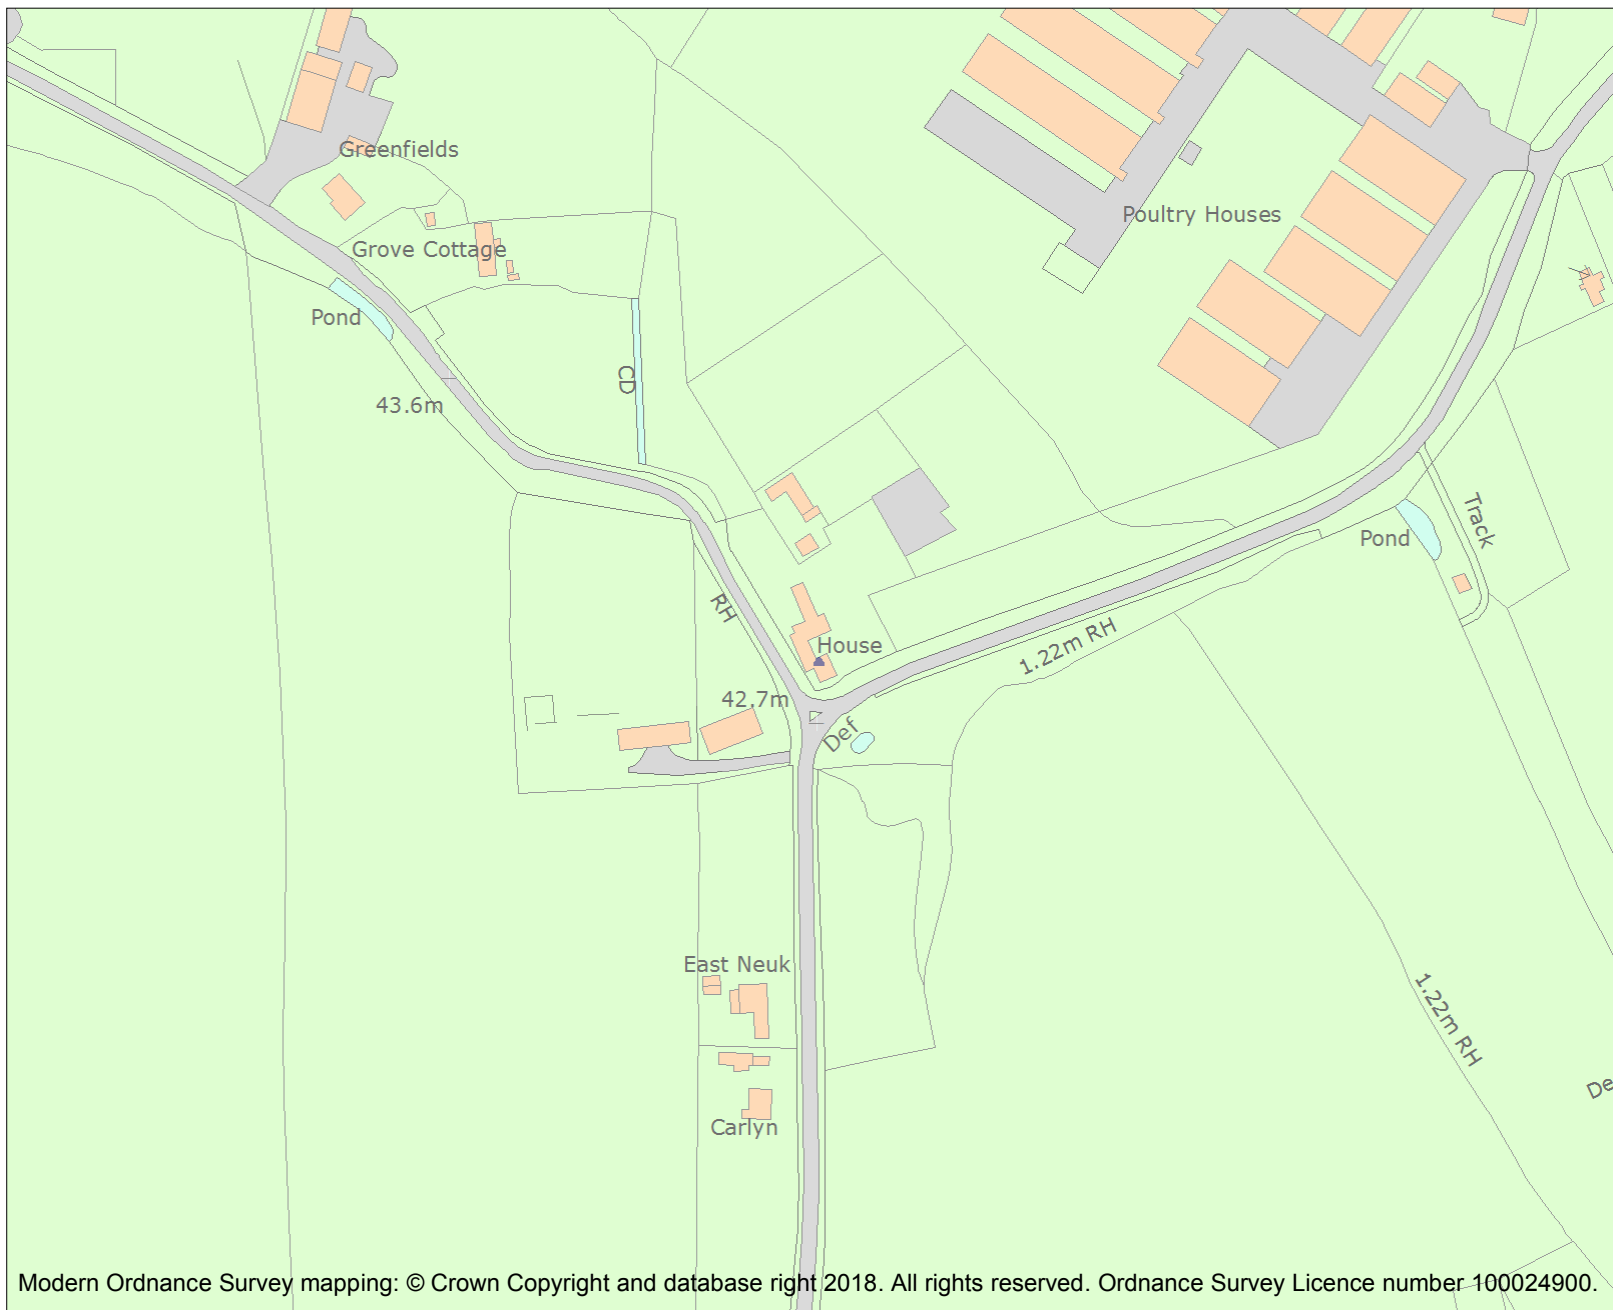 Greenfields
Poultry Houses
Grove Cottage
Pond
CD
43.6m
Track
Pond
RH
House
1.22m RH
42.7m
Def
East Neuk
1.22m RH
De
Carlyn
Modern Ordnance Survey mapping: © Crown Copyright and database right 2018. All rights reserved. Ordnance Survey Licence number 100024900.